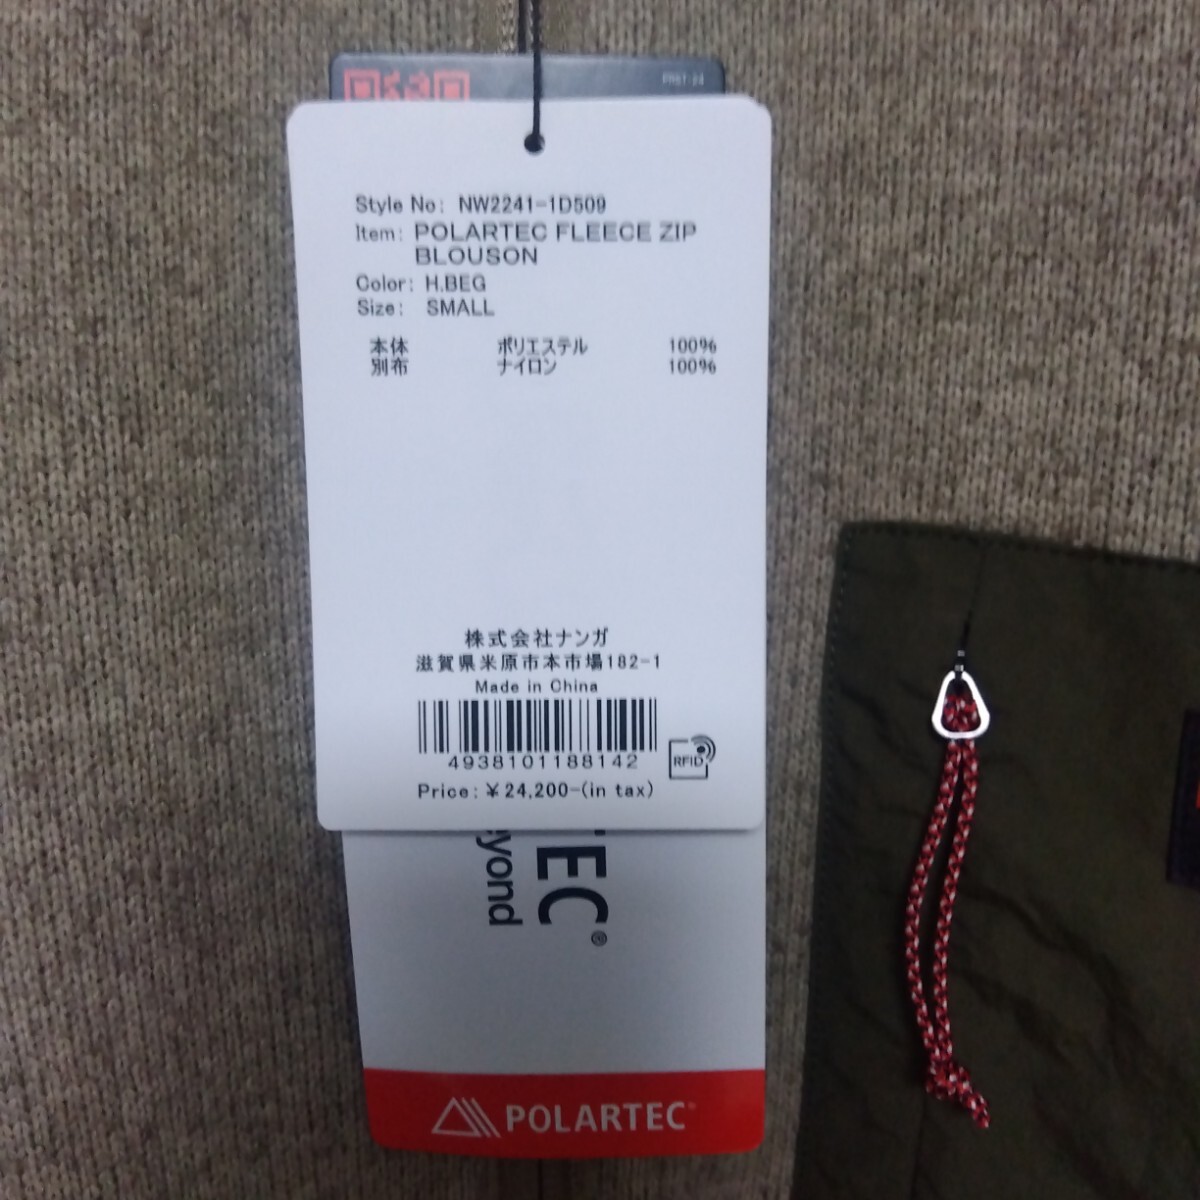 Style No: NW2241-1D509
Item: POLARTEC FLEECE ZIP
BLOUSON
Color: H.BEG
Size: SMALL
本体 ポリエステル 100%
別布 ナイロン 100%
株式会社ナンガ
滋賀県米原市本市場182-1
Made in China
4938101188142
RFID
Price: ¥24,200-(in tax)
TEC®
eyond
POLARTEC®